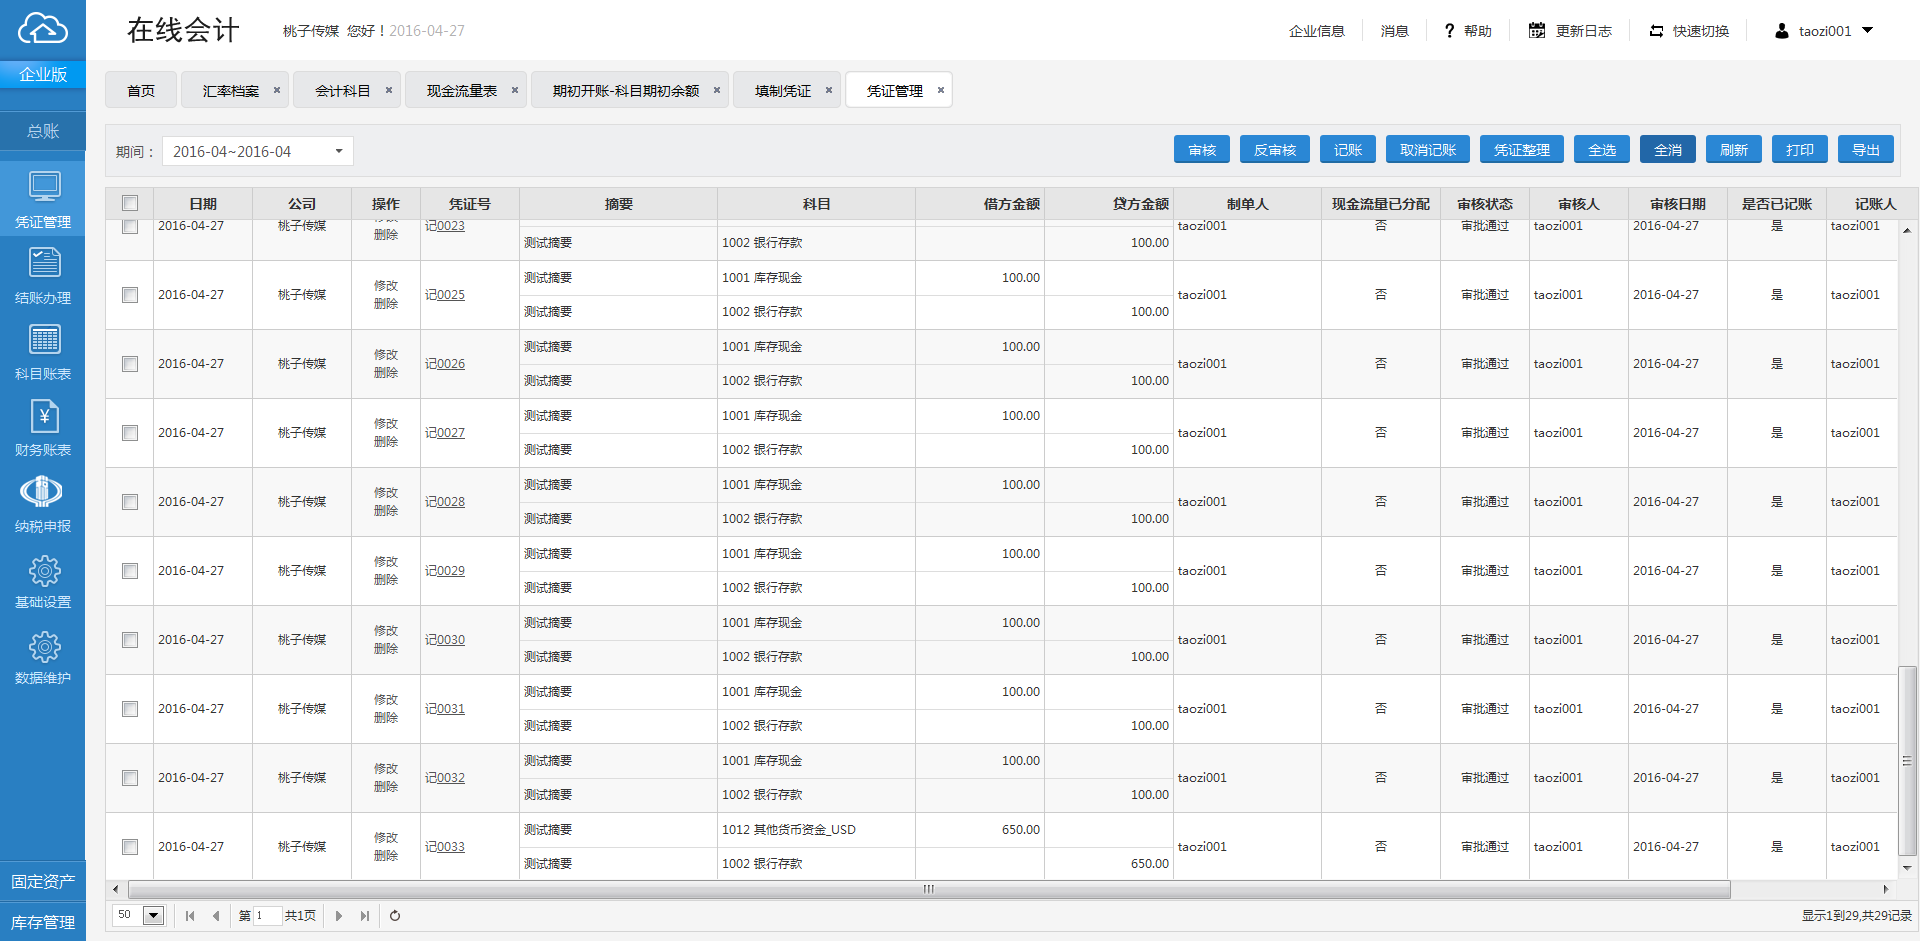 在线会计 桃子传媒 您好！2016-04-27 企业信息 消息 ? 帮助 更新日志 快速切换 taozi001
企业版
首页 汇率档案 × 会计科目 × 现金流量表 × 期初开账-科目期初余额 × 填制凭证 × 凭证管理 ×
总账
期间： 2016-04~2016-04 审核 反审核 记账 取消记账 凭证整理 全选 全消 刷新 打印 导出
凭证管理
结账办理
科目账表
财务账表
纳税申报
基础设置
数据维护
固定资产
库存管理
日期 公司 操作 凭证号 摘要 科目 借方金额 贷方金额 制单人 现金流量已分配 审核状态 审核人 审核日期 是否已记账 记账人
2016-04-27 桃子传媒 修改 删除 记0023 taozi001 否 审批通过 taozi001 2016-04-27 是 taozi001
测试摘要 1002 银行存款 100.00
2016-04-27 桃子传媒 修改 删除 记0025 测试摘要 1001 库存现金 100.00 taozi001 否 审批通过 taozi001 2016-04-27 是 taozi001
测试摘要 1002 银行存款 100.00
2016-04-27 桃子传媒 修改 删除 记0026 测试摘要 1001 库存现金 100.00 taozi001 否 审批通过 taozi001 2016-04-27 是 taozi001
测试摘要 1002 银行存款 100.00
2016-04-27 桃子传媒 修改 删除 记0027 测试摘要 1001 库存现金 100.00 taozi001 否 审批通过 taozi001 2016-04-27 是 taozi001
测试摘要 1002 银行存款 100.00
2016-04-27 桃子传媒 修改 删除 记0028 测试摘要 1001 库存现金 100.00 taozi001 否 审批通过 taozi001 2016-04-27 是 taozi001
测试摘要 1002 银行存款 100.00
2016-04-27 桃子传媒 修改 删除 记0029 测试摘要 1001 库存现金 100.00 taozi001 否 审批通过 taozi001 2016-04-27 是 taozi001
测试摘要 1002 银行存款 100.00
2016-04-27 桃子传媒 修改 删除 记0030 测试摘要 1001 库存现金 100.00 taozi001 否 审批通过 taozi001 2016-04-27 是 taozi001
测试摘要 1002 银行存款 100.00
2016-04-27 桃子传媒 修改 删除 记0031 测试摘要 1001 库存现金 100.00 taozi001 否 审批通过 taozi001 2016-04-27 是 taozi001
测试摘要 1002 银行存款 100.00
2016-04-27 桃子传媒 修改 删除 记0032 测试摘要 1001 库存现金 100.00 taozi001 否 审批通过 taozi001 2016-04-27 是 taozi001
测试摘要 1002 银行存款 100.00
2016-04-27 桃子传媒 修改 删除 记0033 测试摘要 1012 其他货币资金_USD 650.00 taozi001 否 审批通过 taozi001 2016-04-27 是 taozi001
测试摘要 1002 银行存款 650.00
50 第 1 共1页 显示1到29,共29记录